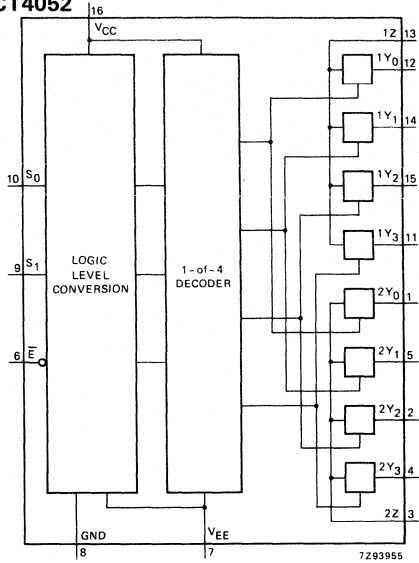 CT4052
16
VCC
1Z 13
1Y0 12
1Y1 14
10 S0
1Y2 15
1Y3 11
9 S1
LOGIC
LEVEL
CONVERSION
1-of-4
DECODER
2Y0 1
6 E̅
2Y1 5
2Y2 2
2Y3 4
2Z 3
GND
VEE
8
7
7Z93955